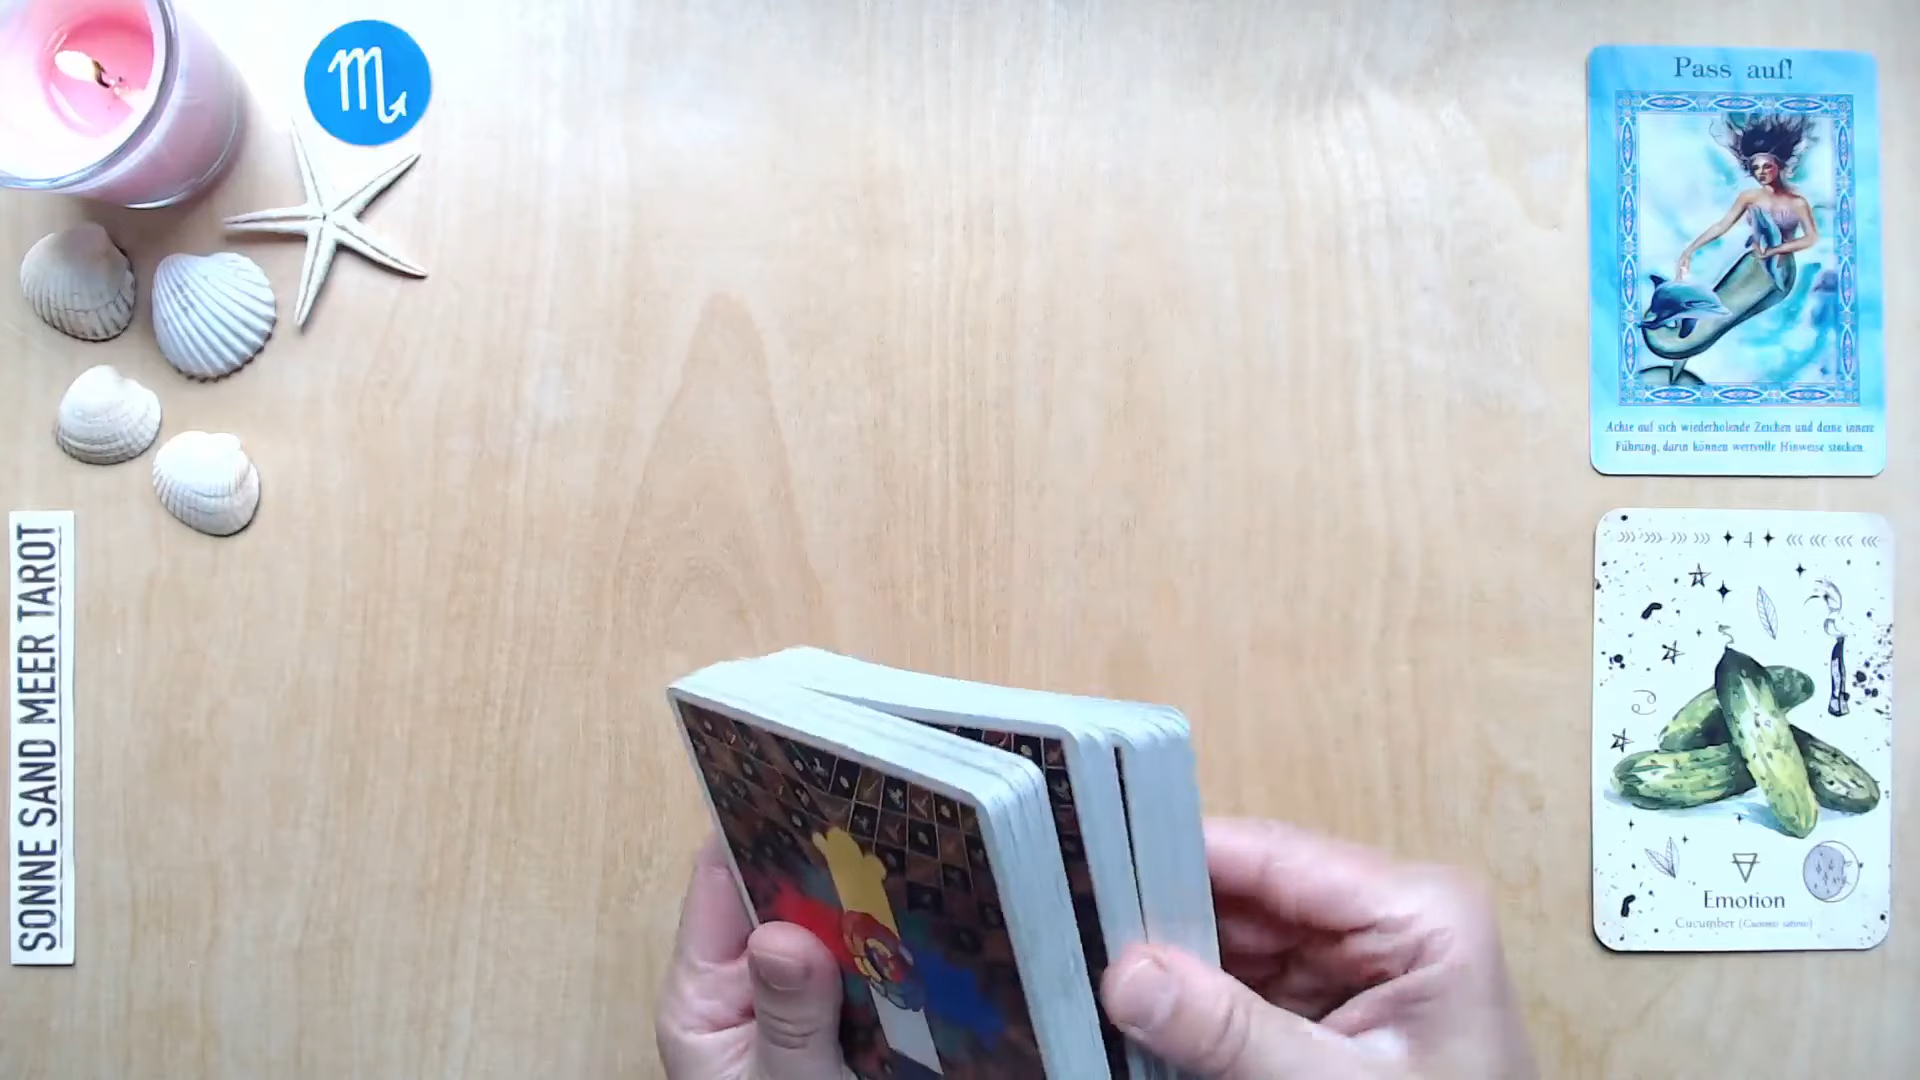 SONNE SAND MEER TAROT
Pass auf!
Achte auf sich wiederholende Zeichen und deine innere
Führung, darin können wertvolle Hinweise stecken.
4
Emotion
Cucumber (Cucumis sativus)